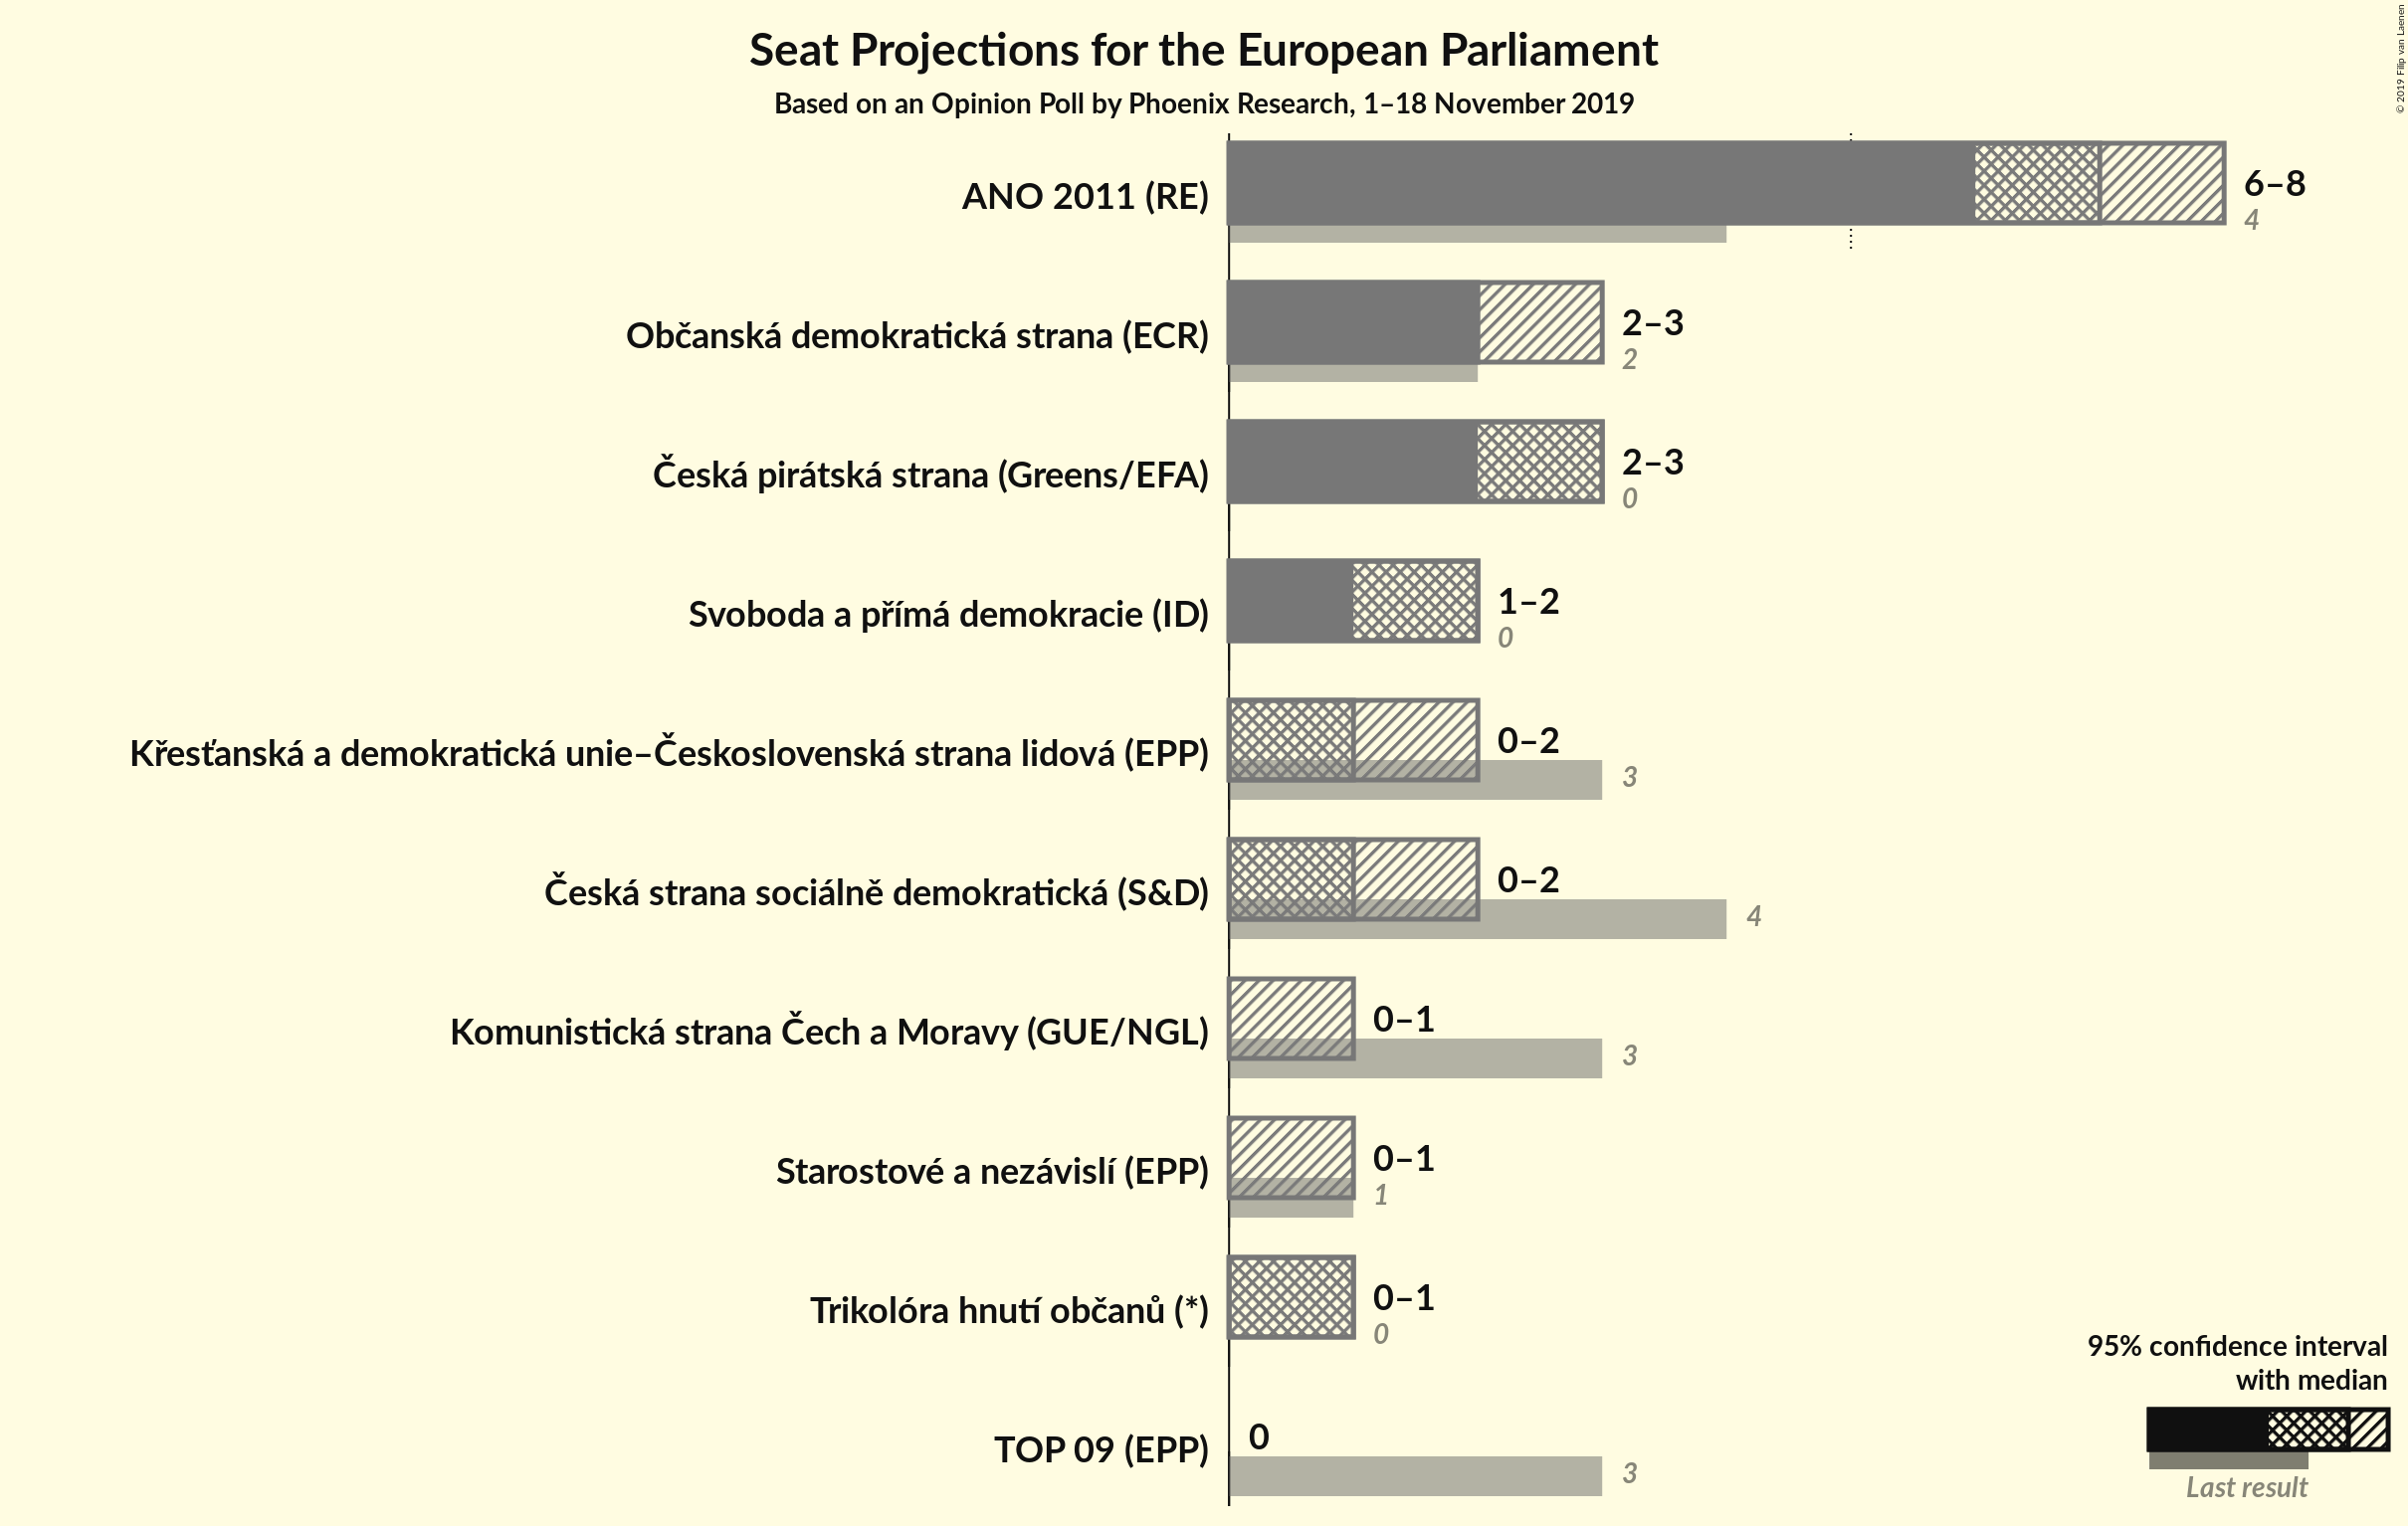 Seat Projections for the European Parliament
Based on an Opinion Poll by Phoenix Research, 1–18 November 2019
© 2019 Filip van Laenen
ANO 2011 (RE)
6–8
4
Občanská demokratická strana (ECR)
2–3
2
Česká pirátská strana (Greens/EFA)
2–3
0
Svoboda a přímá demokracie (ID)
1–2
0
Křesťanská a demokratická unie–Československá strana lidová (EPP)
0–2
3
Česká strana sociálně demokratická (S&D)
0–2
4
Komunistická strana Čech a Moravy (GUE/NGL)
0–1
3
Starostové a nezávislí (EPP)
0–1
1
Trikolóra hnutí občanů (*)
0–1
0
TOP 09 (EPP)
0
3
95% confidence interval
with median
Last result